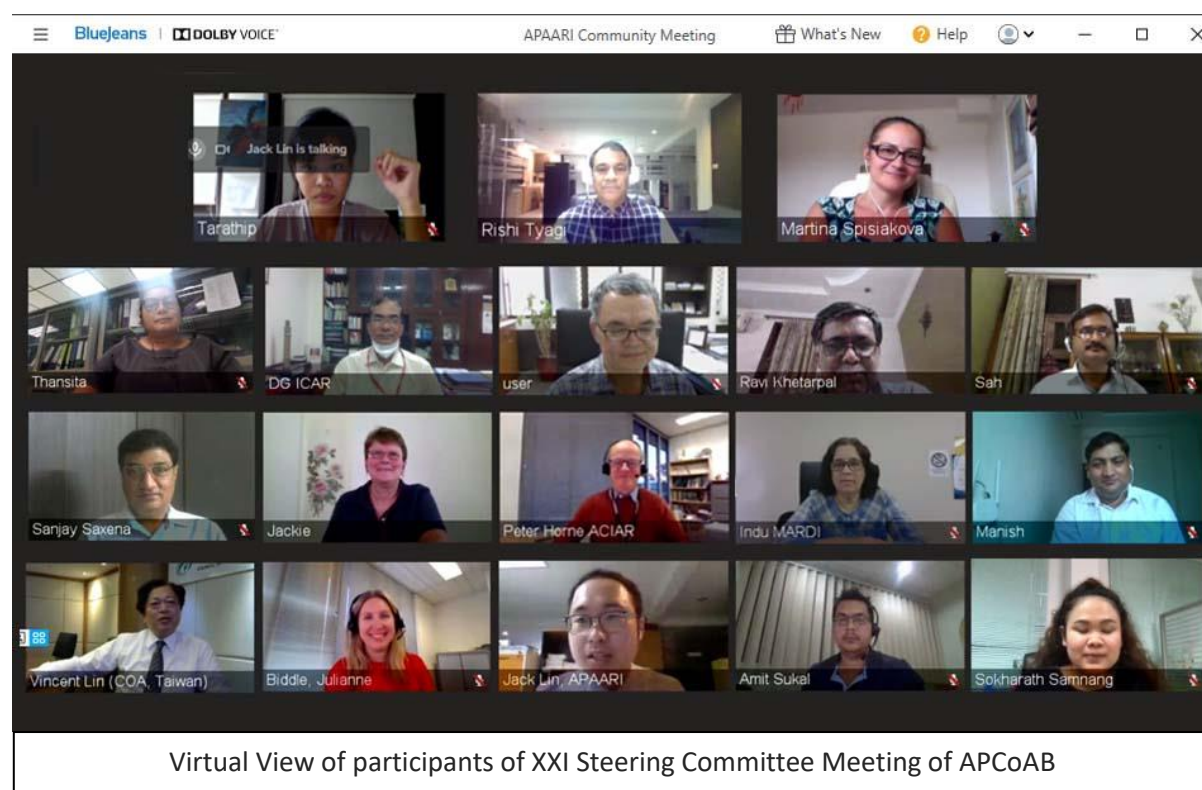 BlueJeans | DOLBY VOICE
APAARI Community Meeting
What's New
Help
Jack Lin is talking
Tarathip
Rishi Tyagi
Martina Spisiakova
Thansita
DG ICAR
user
Ravi Khetarpal
Sah
Sanjay Saxena
Jackie
Peter Horne ACIAR
Indu MARDI
Manish
Vincent Lin (COA, Taiwan)
Biddle, Julianne
Jack Lin, APAARI
Amit Sukal
Sokharath Samnang
Virtual View of participants of XXI Steering Committee Meeting of APCoAB